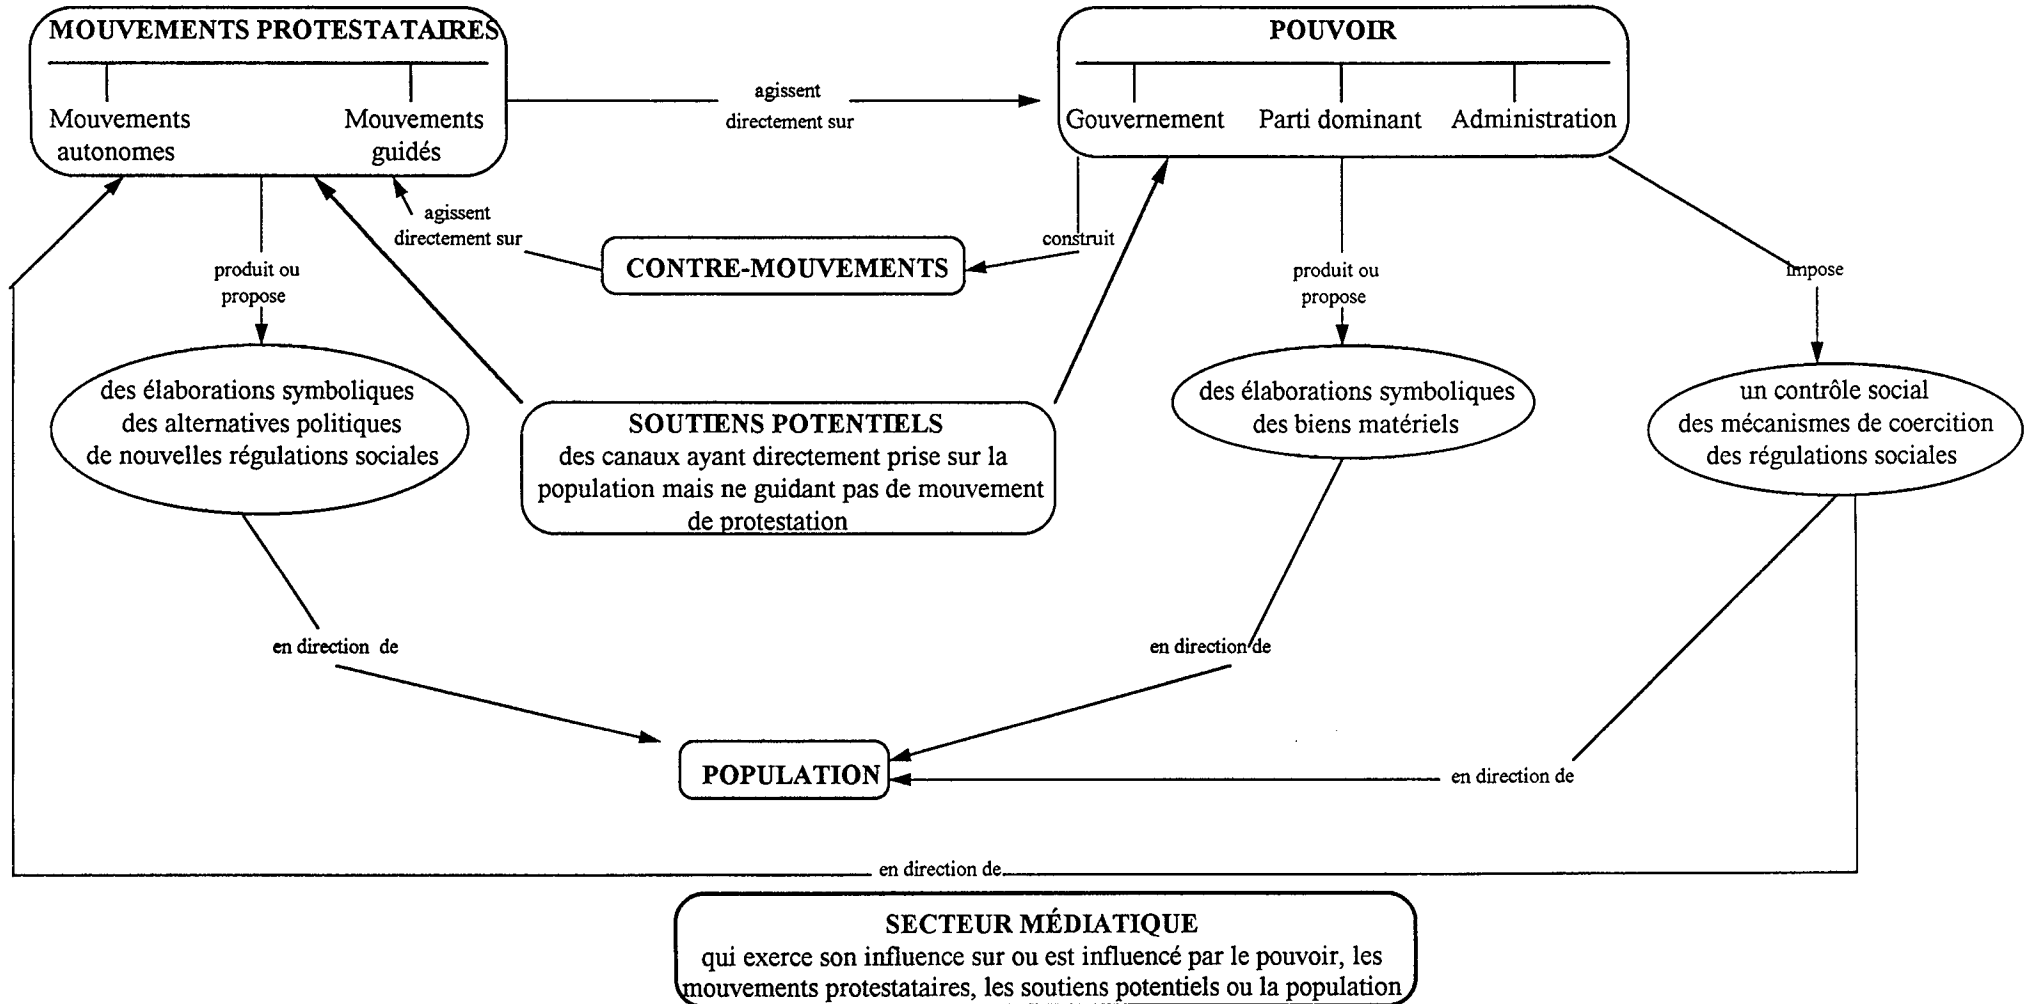 MOUVEMENTS PROTESTATAIRES
Mouvements
autonomes
Mouvements
guidés
agissent
directement sur
POUVOIR
Gouvernement
Parti dominant
Administration
agissent
directement sur
CONTRE-MOUVEMENTS
construit
produit ou
propose
produit ou
propose
impose
des élaborations symboliques
des alternatives politiques
de nouvelles régulations sociales
SOUTIENS POTENTIELS
des canaux ayant directement prise sur la
population mais ne guidant pas de mouvement
de protestation
des élaborations symboliques
des biens matériels
un contrôle social
des mécanismes de coercition
des régulations sociales
en direction de
en direction de
POPULATION
en direction de
en direction de
SECTEUR MÉDIATIQUE
qui exerce son influence sur ou est influencé par le pouvoir, les
mouvements protestataires, les soutiens potentiels ou la population